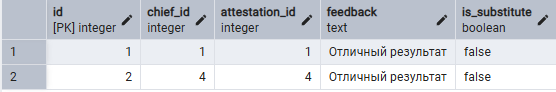 id chief_id attestation_id feedback is_substitute
[PK] integer integer integer text boolean
1 1 1 1 Отличный результат false
2 2 4 4 Отличный результат false